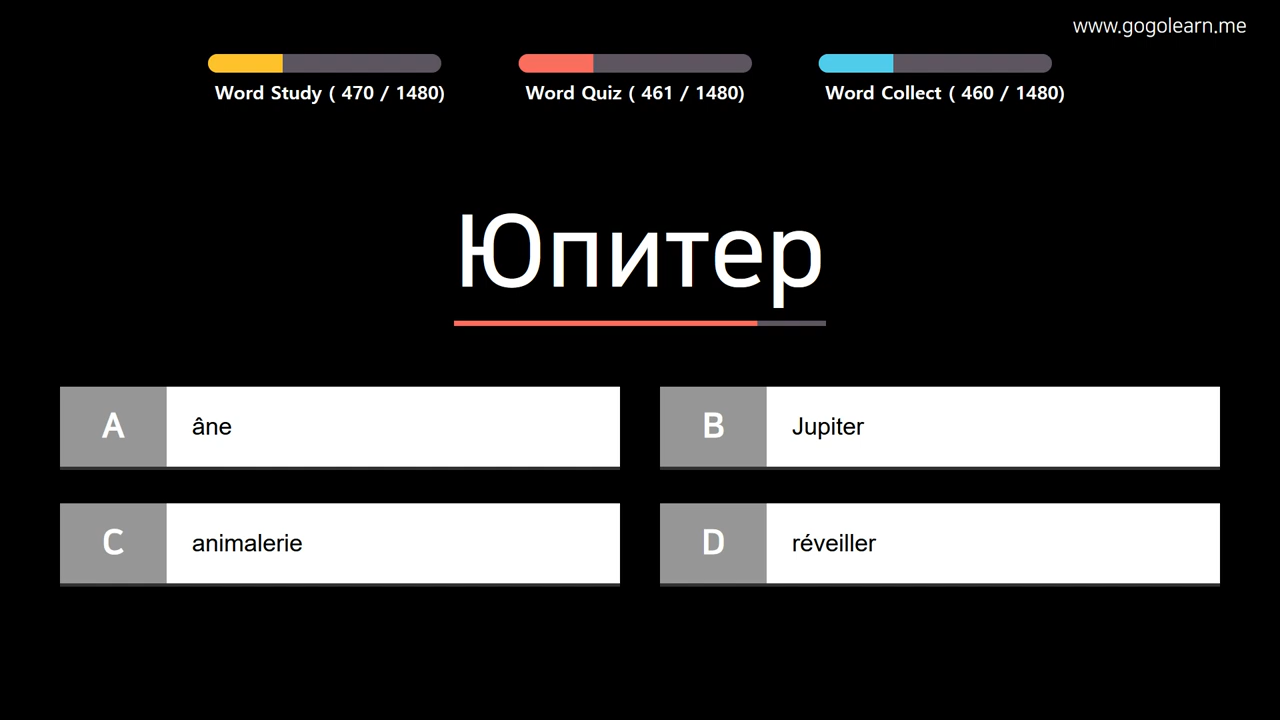 www.gogolearn.me
Word Study ( 470 / 1480)
Word Quiz ( 461 / 1480)
Word Collect ( 460 / 1480)
Юпитер
A
âne
B
Jupiter
C
animalerie
D
réveiller